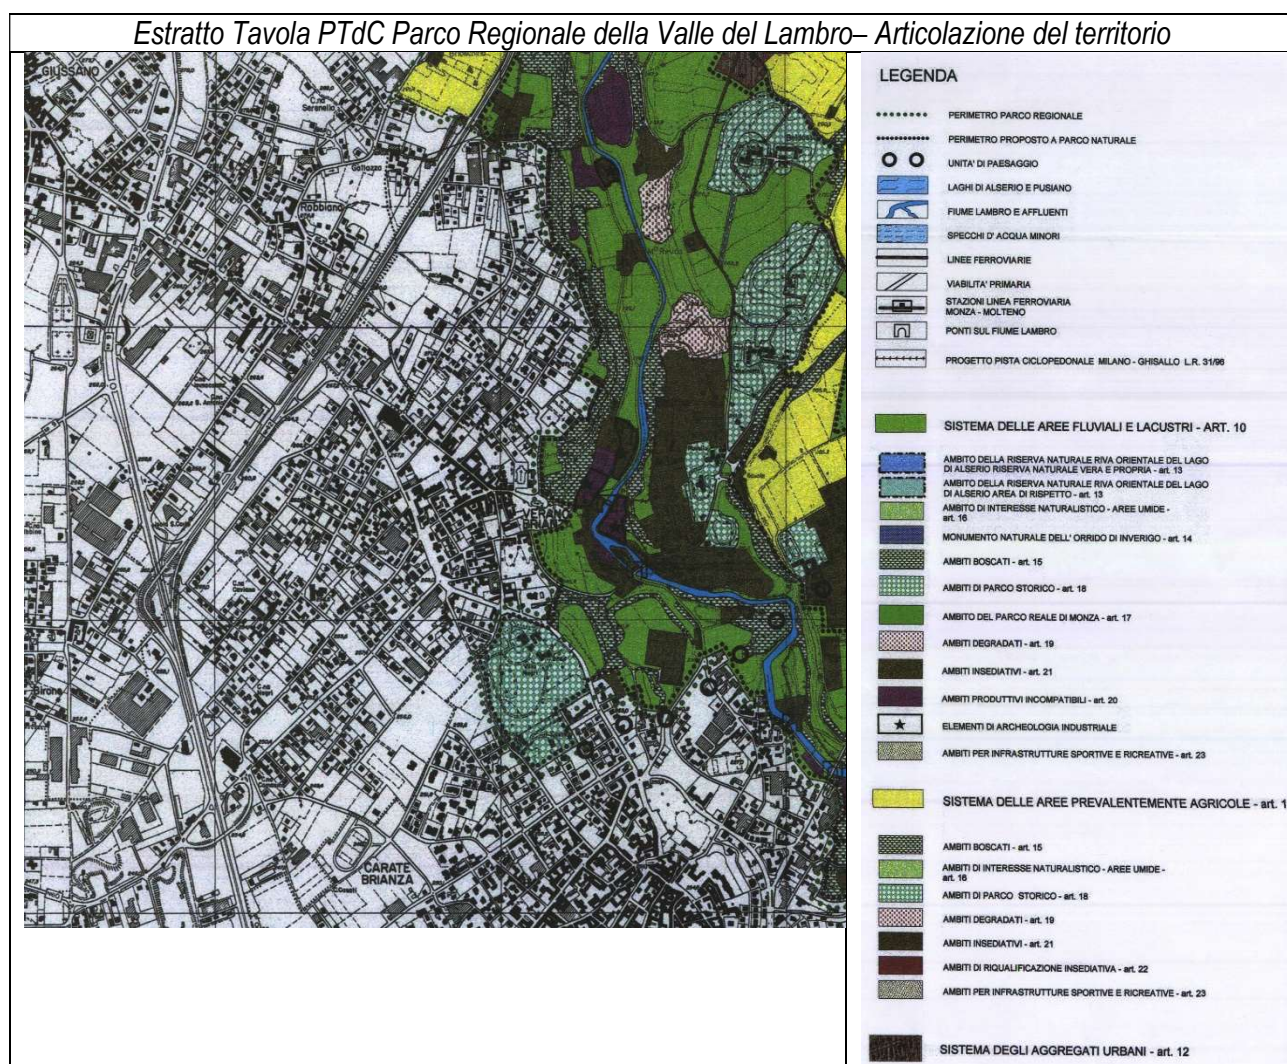 Estratto Tavola PTdC Parco Regionale della Valle del Lambro– Articolazione del territorio
GIUSSANO
C.na
Seranello
Gallazza
Robbiano
VERANO
BRIANZA
Birone
CARATE
BRIANZA
LEGENDA
PERIMETRO PARCO REGIONALE
PERIMETRO PROPOSTO A PARCO NATURALE
UNITA' DI PAESAGGIO
LAGHI DI ALSERIO E PUSIANO
FIUME LAMBRO E AFFLUENTI
SPECCHI D' ACQUA MINORI
LINEE FERROVIARIE
VIABILITA' PRIMARIA
STAZIONI LINEA FERROVIARIA
MONZA - MOLTENO
PONTI SUL FIUME LAMBRO
PROGETTO PISTA CICLOPEDONALE MILANO - GHISALLO L.R. 31/96
SISTEMA DELLE AREE FLUVIALI E LACUSTRI - ART. 10
AMBITO DELLA RISERVA NATURALE RIVA ORIENTALE DEL LAGO
DI ALSERIO RISERVA NATURALE VERA E PROPRIA - art. 13
AMBITO DELLA RISERVA NATURALE RIVA ORIENTALE DEL LAGO
DI ALSERIO AREA DI RISPETTO - art. 13
AMBITO DI INTERESSE NATURALISTICO - AREE UMIDE -
art. 16
MONUMENTO NATURALE DELL' ORRIDO DI INVERIGO - art. 14
AMBITI BOSCATI - art. 15
AMBITI DI PARCO STORICO - art. 18
AMBITO DEL PARCO REALE DI MONZA - art. 17
AMBITI DEGRADATI - art. 19
AMBITI INSEDIATIVI - art. 21
AMBITI PRODUTTIVI INCOMPATIBILI - art. 20
ELEMENTI DI ARCHEOLOGIA INDUSTRIALE
AMBITI PER INFRASTRUTTURE SPORTIVE E RICREATIVE - art. 23
SISTEMA DELLE AREE PREVALENTEMENTE AGRICOLE - art. 1
AMBITI BOSCATI - art. 15
AMBITI DI INTERESSE NATURALISTICO - AREE UMIDE -
art. 16
AMBITI DI PARCO STORICO - art. 18
AMBITI DEGRADATI - art. 19
AMBITI INSEDIATIVI - art. 21
AMBITI DI RIQUALIFICAZIONE INSEDIATIVA - art. 22
AMBITI PER INFRASTRUTTURE SPORTIVE E RICREATIVE - art. 23
SISTEMA DEGLI AGGREGATI URBANI - art. 12